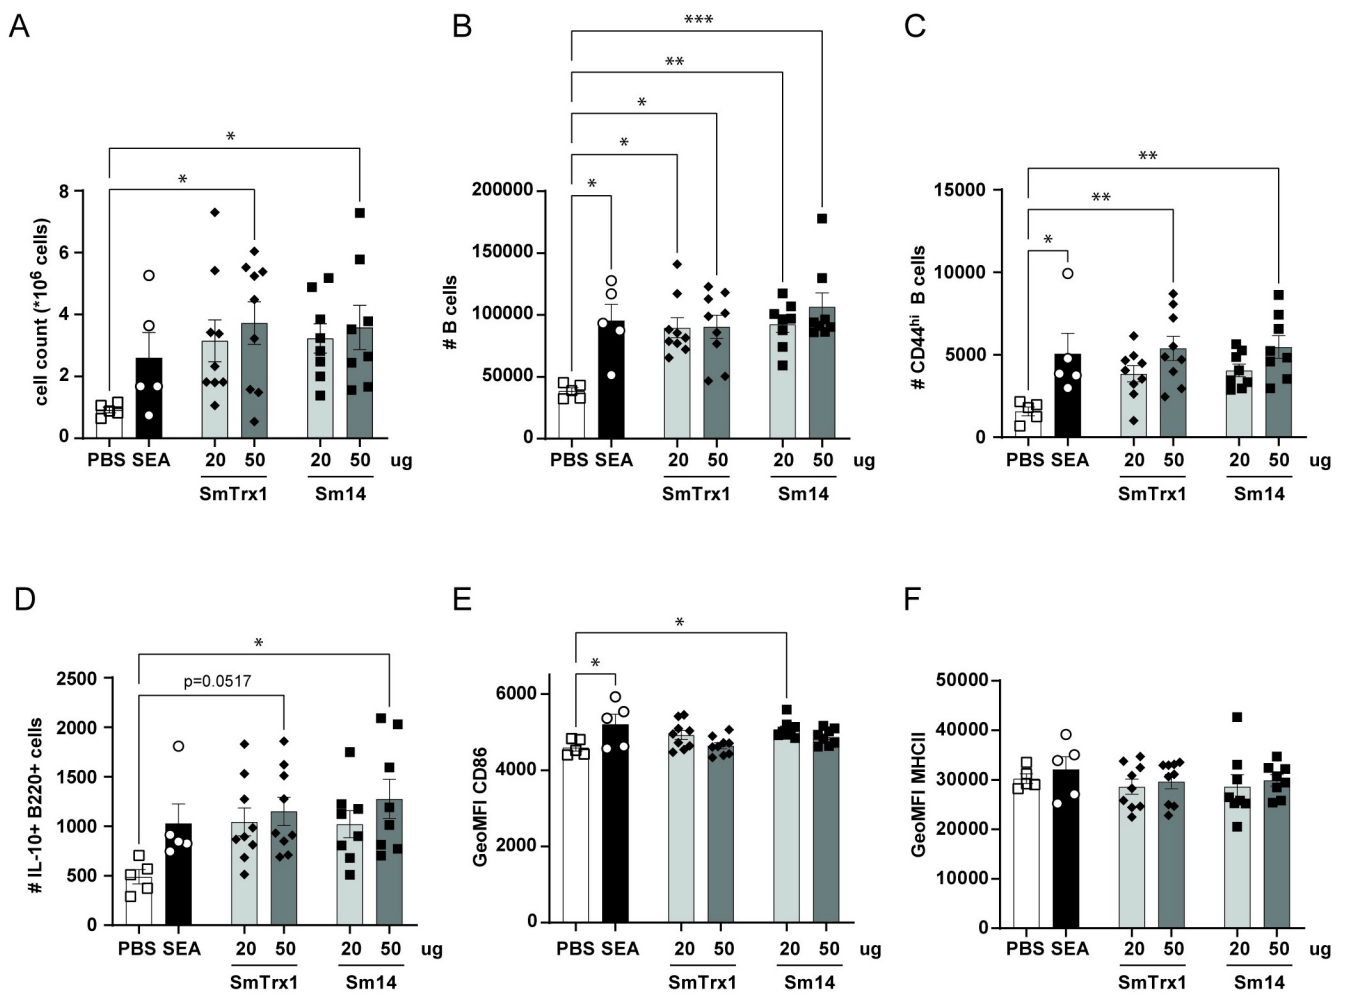 A
B
C
***
**
*
*
*
*
*
**
**
*
cell count (*10⁶ cells)
8
6
4
2
0
PBS SEA 20 50 ug
SmTrx1 Sm14
# B cells
200000
150000
100000
50000
0
PBS SEA 20 50 20 50 ug
SmTrx1 Sm14
# CD44ʰⁱ B cells
15000
10000
5000
0
PBS SEA 20 50 20 50 ug
SmTrx1 Sm14
D
E
F
*
p=0.0517
*
*
# IL-10+ B220+ cells
2500
2000
1500
1000
500
0
PBS SEA 20 50 20 50 ug
SmTrx1 Sm14
GeoMFI CD86
6000
4000
2000
0
PBS SEA 20 50 20 50 ug
SmTrx1 Sm14
GeoMFI MHCII
50000
40000
30000
20000
10000
0
PBS SEA 20 50 20 50 ug
SmTrx1 Sm14